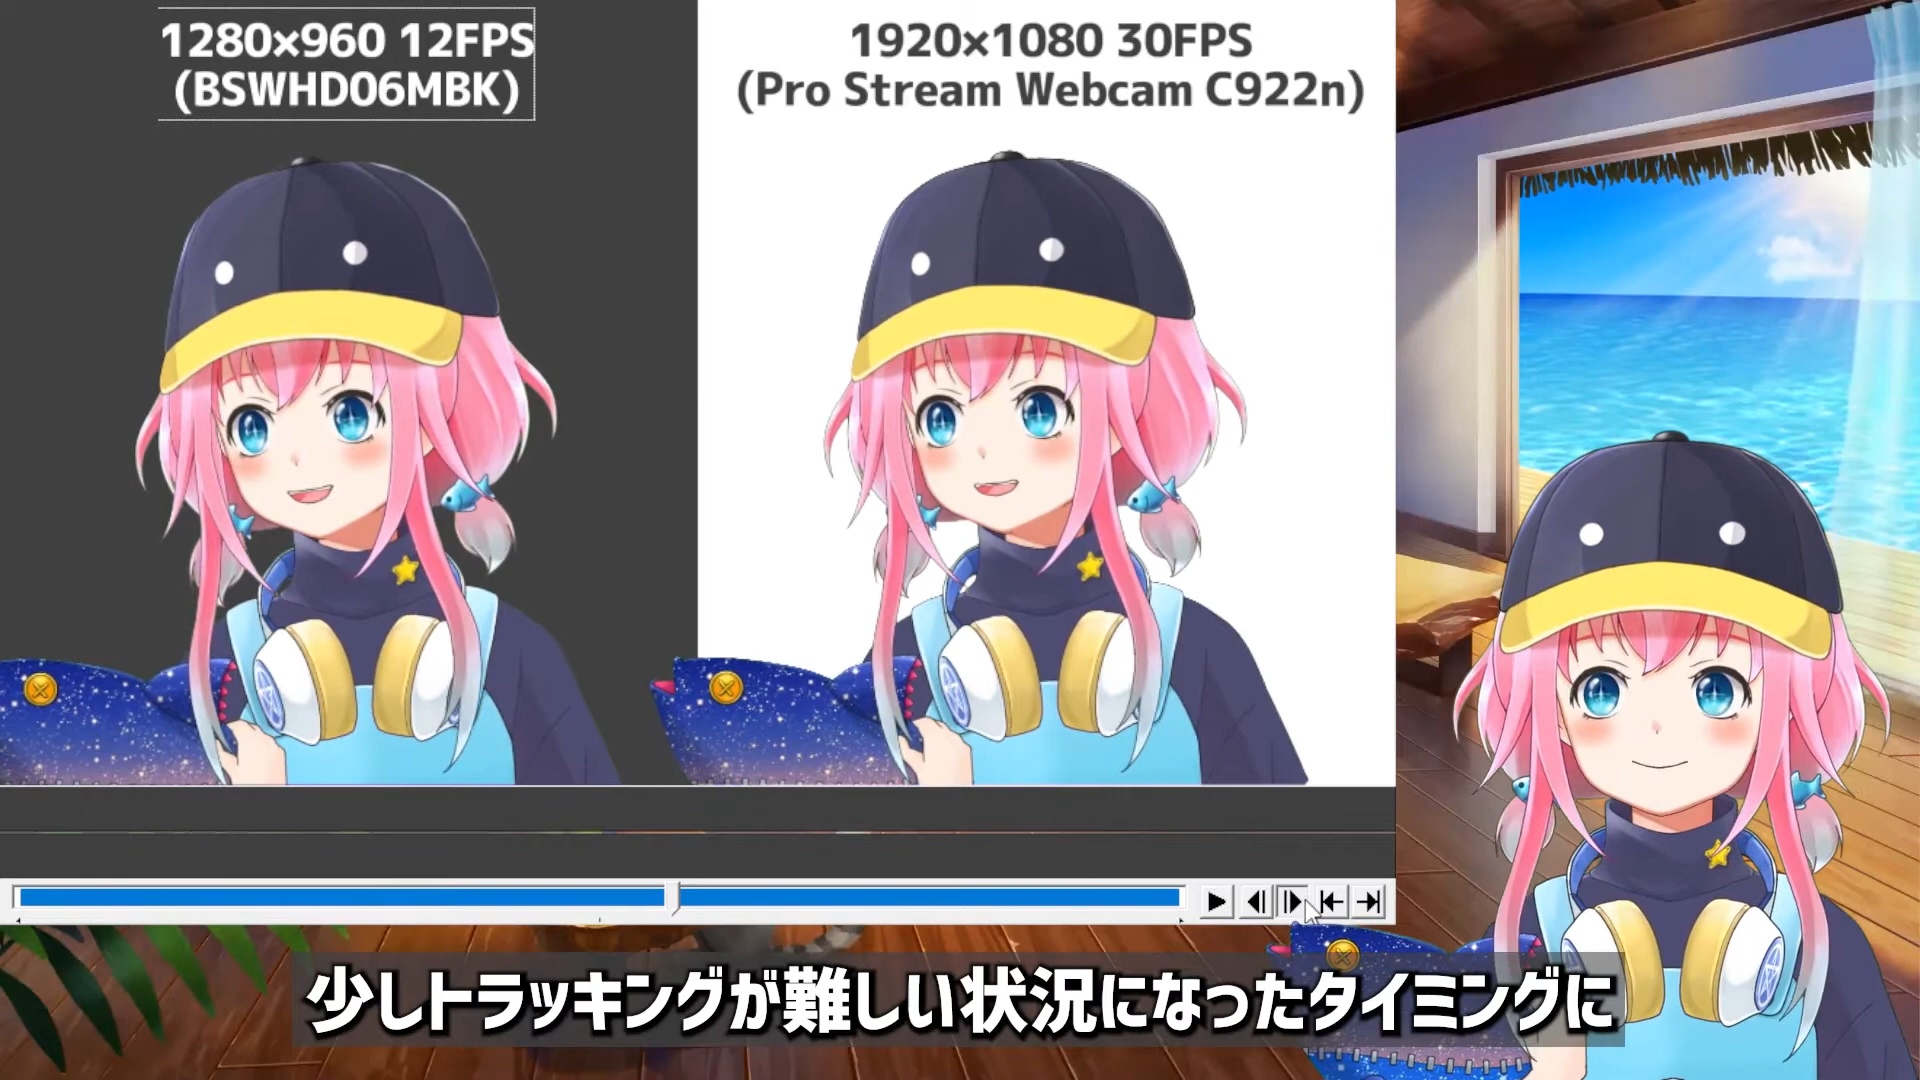 1280×960 12FPS
(BSWHD06MBK)
1920×1080 30FPS
(Pro Stream Webcam C922n)
少しトラッキングが難しい状況になったタイミングに